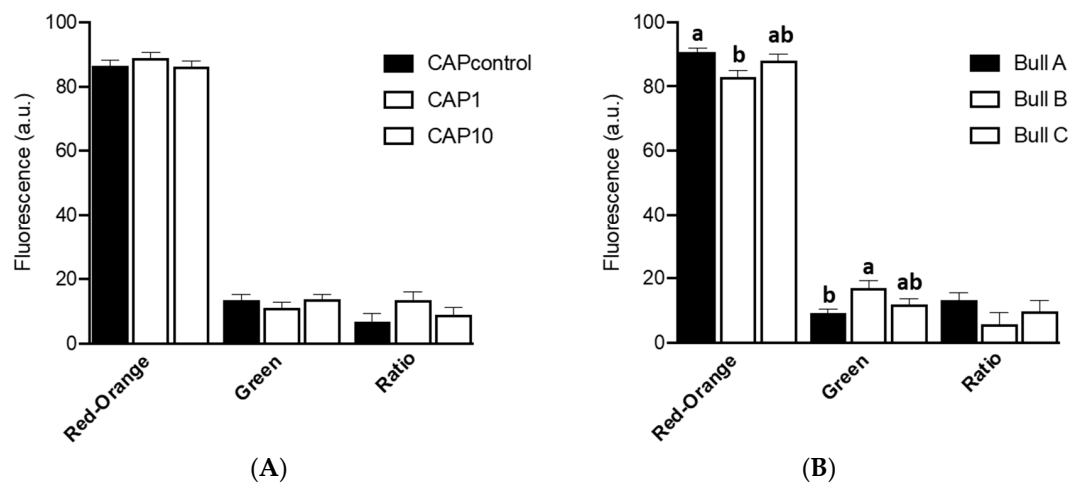 100
80
60
40
20
0
Fluorescence (a.u.)
CAPcontrol
CAP1
CAP10
Red-Orange
Green
Ratio
(A)
100
80
60
40
20
0
Fluorescence (a.u.)
a
b
ab
b
a
ab
Bull A
Bull B
Bull C
Red-Orange
Green
Ratio
(B)